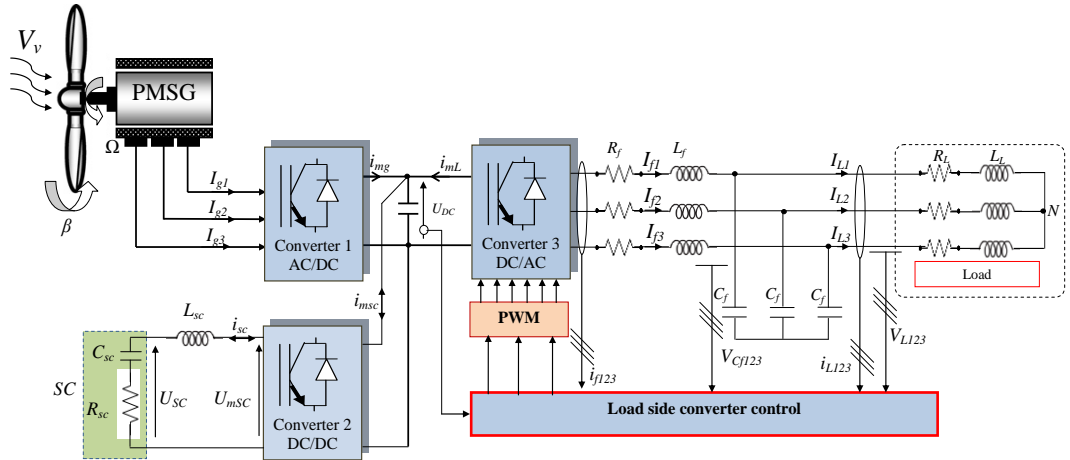 V_v
PMSG
Ω
β
I_g1
I_g2
I_g3
Converter 1
AC/DC
i_mg
i_mL
U_DC
i_msc
Converter 3
DC/AC
R_f
L_f
I_f1
I_f2
I_f3
I_L1
I_L2
I_L3
R_L
L_L
N
Load
C_f
C_f
C_f
PWM
i_f123
V_Cf123
i_L123
V_L123
Load side converter control
L_sc
i_sc
C_sc
SC
R_sc
U_SC
U_mSC
Converter 2
DC/DC